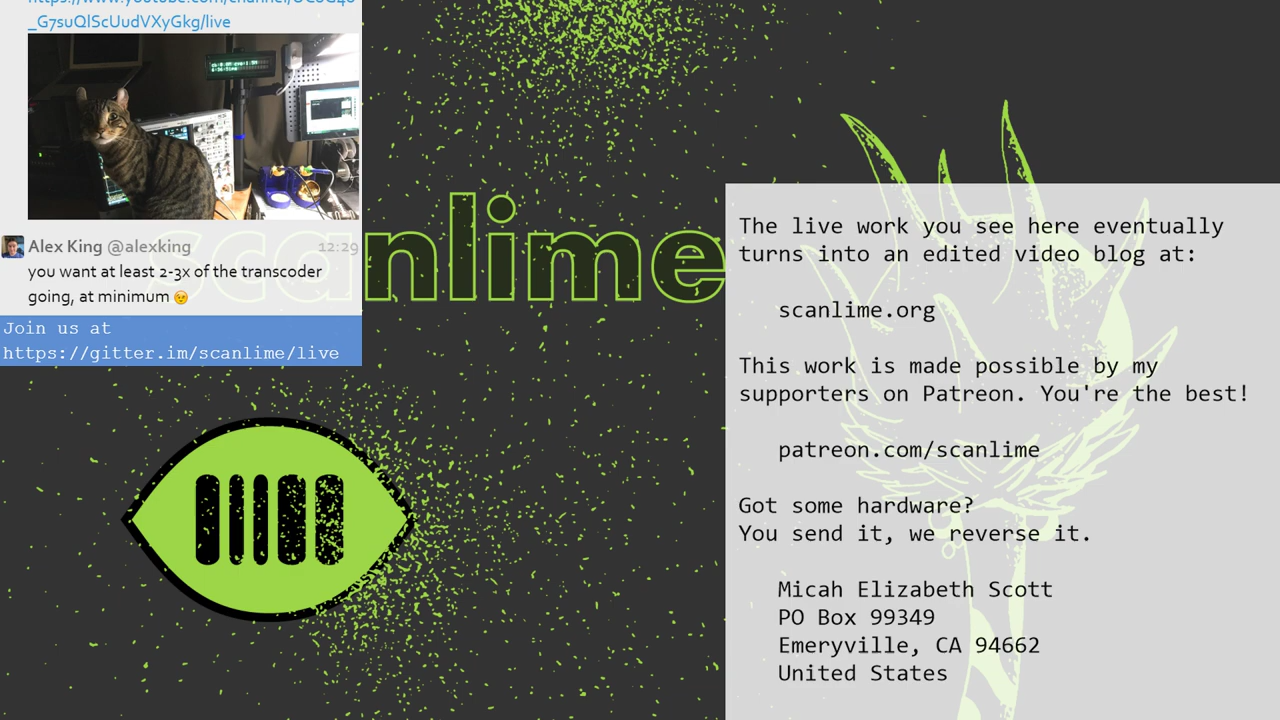 _G7suQlScUudVXyGkg/live
Alex King @alexking 12:29
you want at least 2-3x of the transcoder
going, at minimum 😉
Join us at
https://gitter.im/scanlime/live
scanlime
The live work you see here eventually
turns into an edited video blog at:
scanlime.org
This work is made possible by my
supporters on Patreon. You're the best!
patreon.com/scanlime
Got some hardware?
You send it, we reverse it.
Micah Elizabeth Scott
PO Box 99349
Emeryville, CA 94662
United States